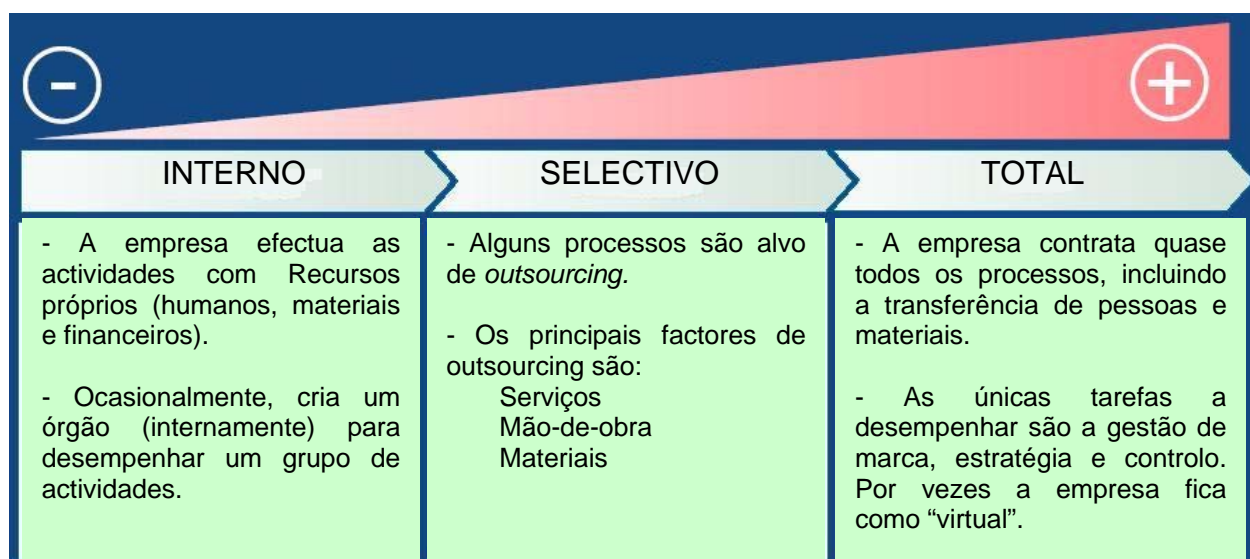 -
+
INTERNO
SELECTIVO
TOTAL
- A empresa efectua as
actividades com Recursos
próprios (humanos, materiais
e financeiros).
- Ocasionalmente, cria um
órgão (internamente) para
desempenhar um grupo de
actividades.
- Alguns processos são alvo
de outsourcing.
- Os principais factores de
outsourcing são:
Serviços
Mão-de-obra
Materiais
- A empresa contrata quase
todos os processos, incluindo
a transferência de pessoas e
materiais.
- As únicas tarefas a
desempenhar são a gestão de
marca, estratégia e controlo.
Por vezes a empresa fica
como “virtual”.